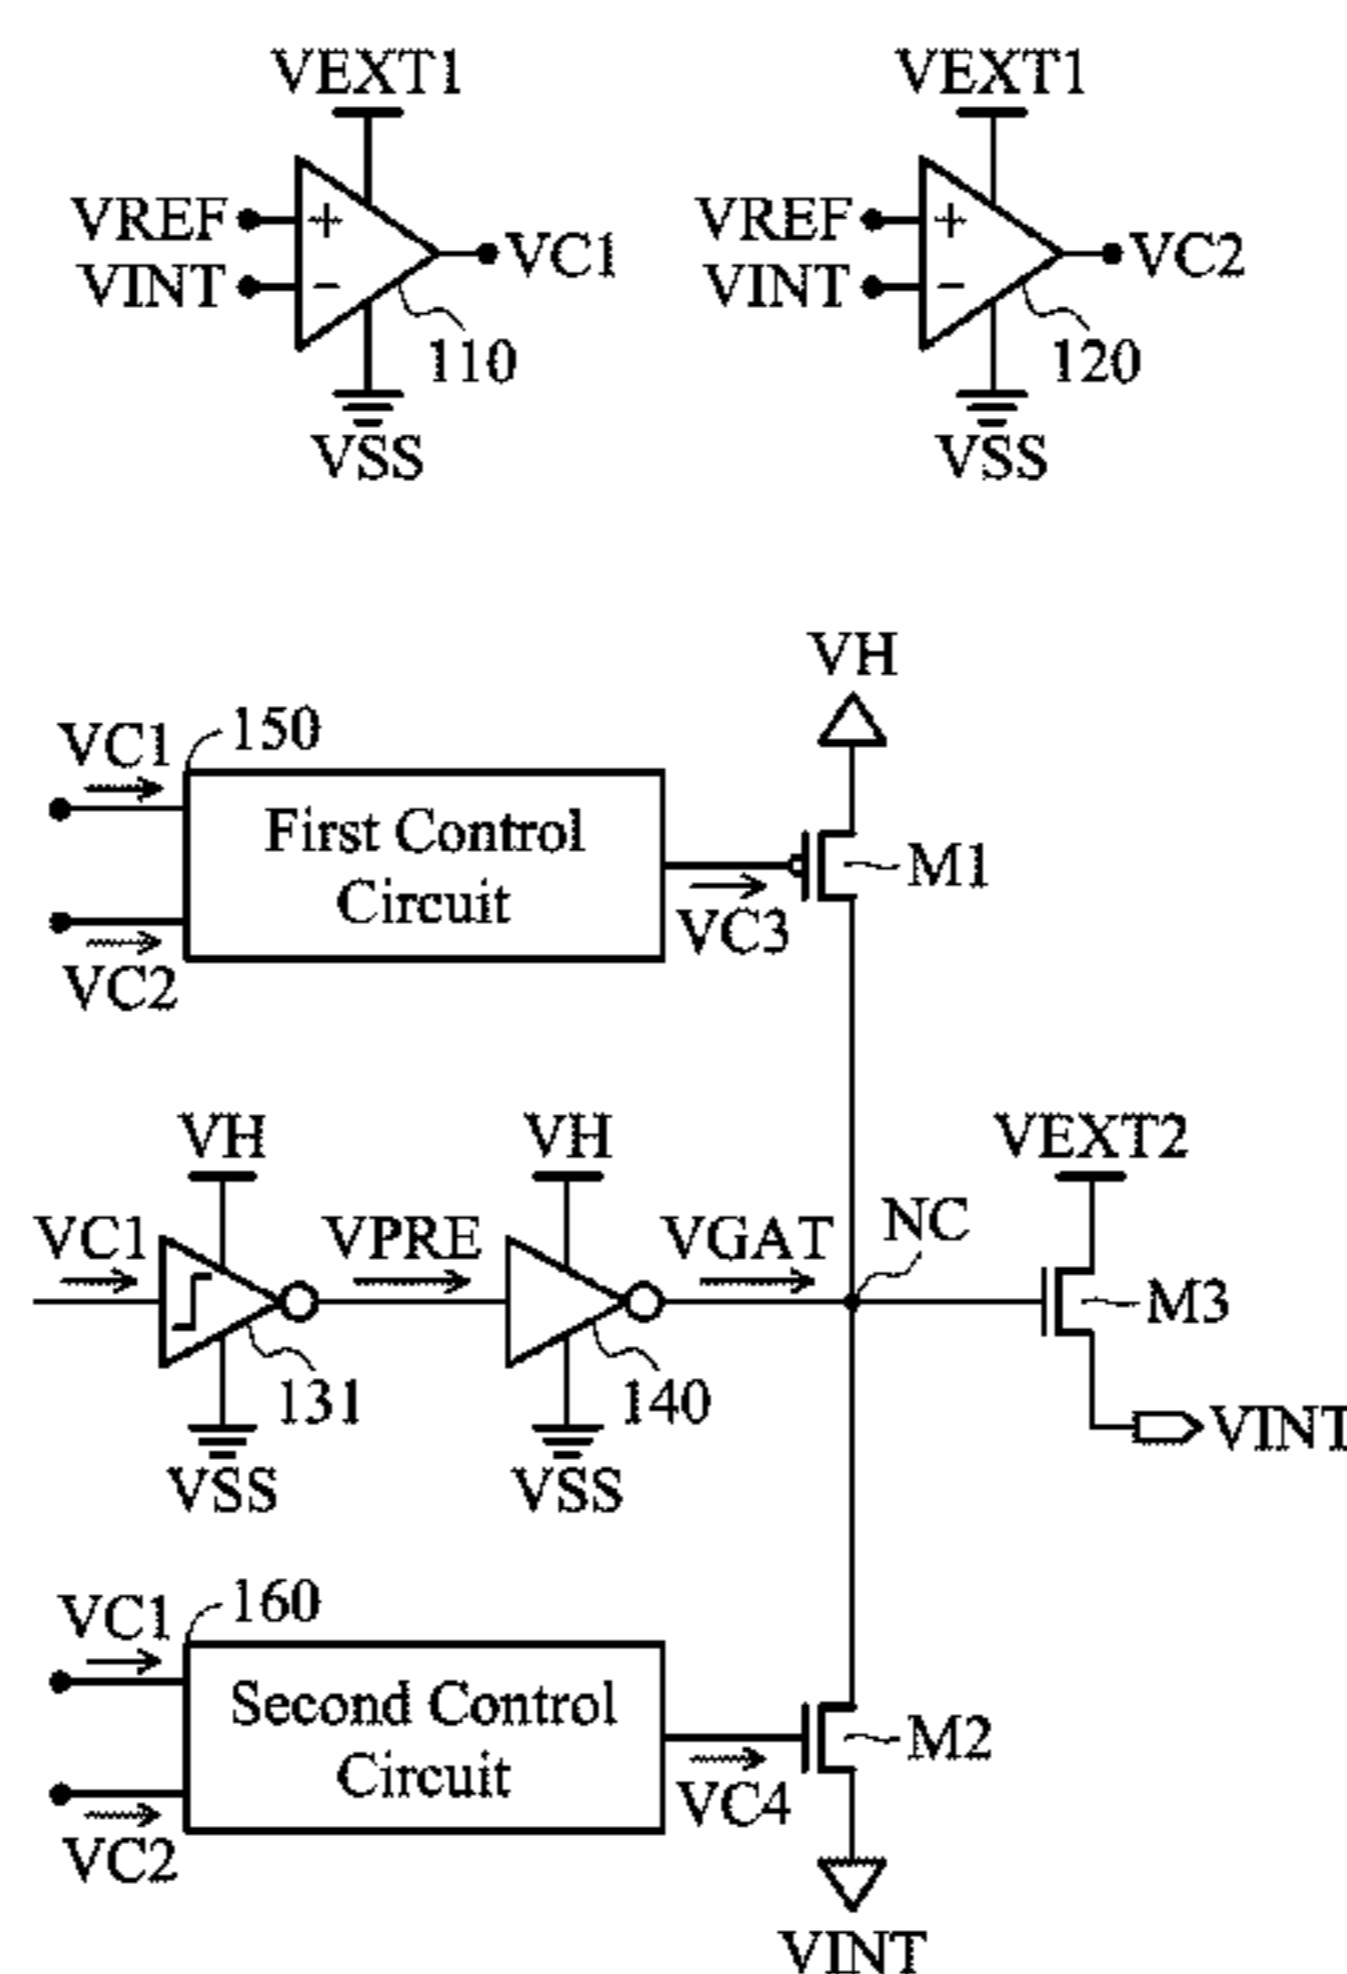 VEXT1 VEXT1
VREF + VC1 VREF + VC2
VINT − VINT −
110 120
VSS VSS
VH
VC1 150
First Control
Circuit
M1
VC3
VC2
VH VH VEXT2
VC1 VPRE VGAT NC
M3
131 140
VINT
VSS VSS
VC1 160
Second Control
Circuit
M2
VC4
VC2
VINT